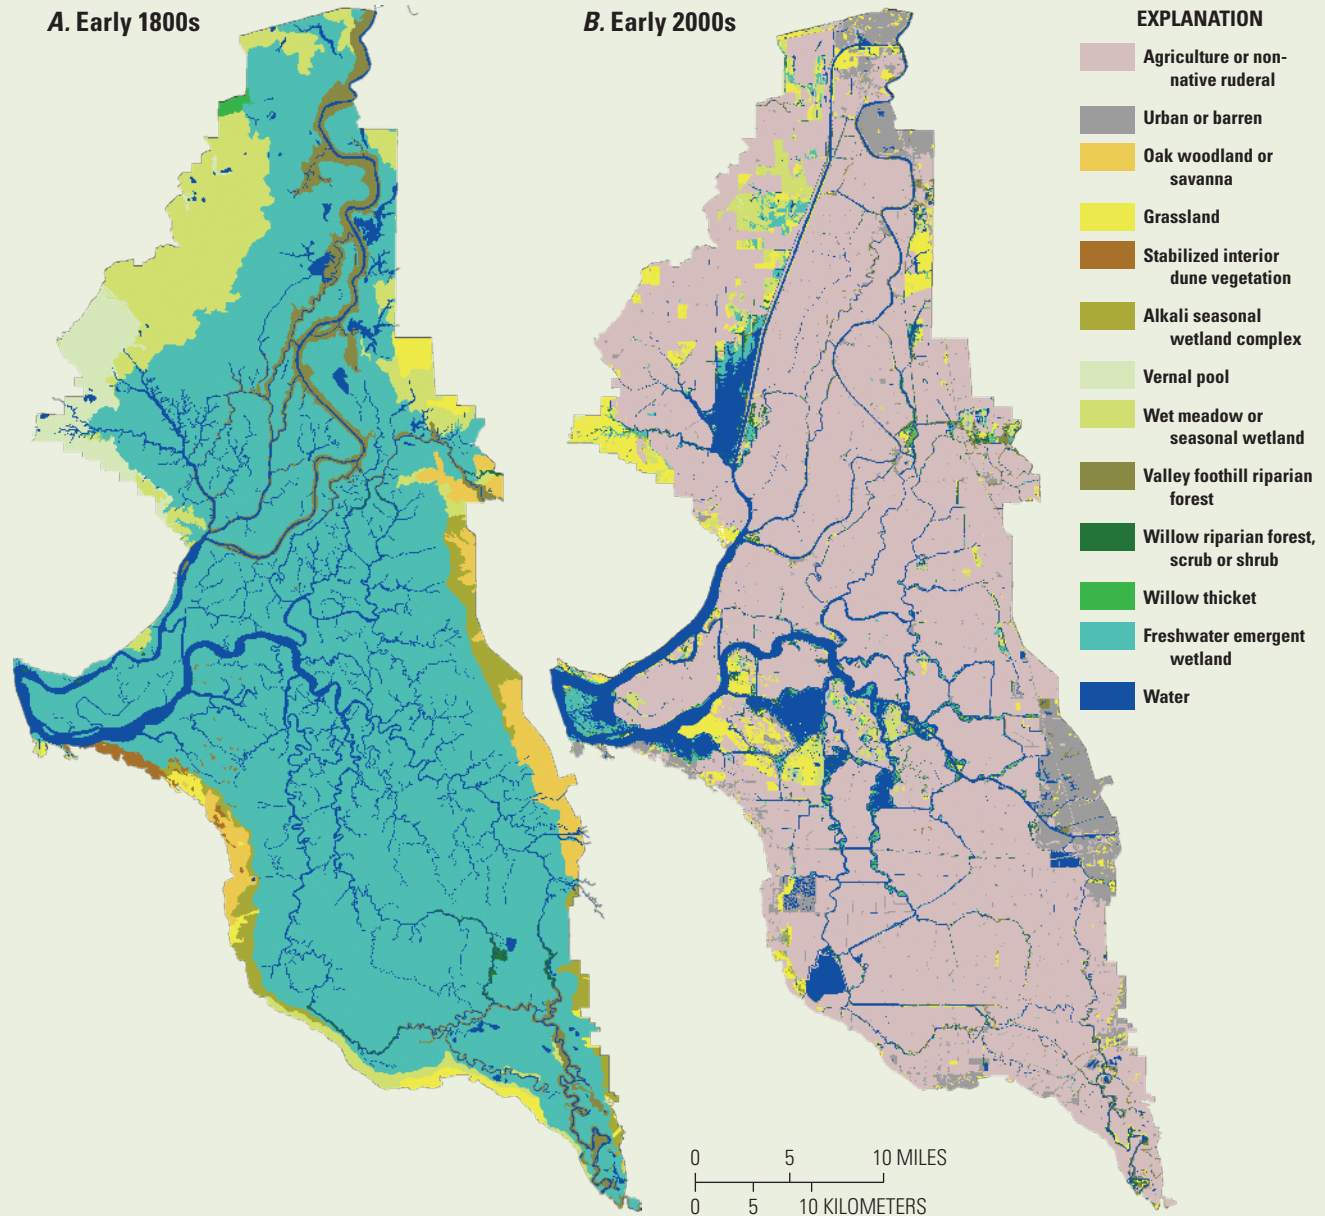 A. Early 1800s
B. Early 2000s
EXPLANATION
Agriculture or non-
native ruderal
Urban or barren
Oak woodland or
savanna
Grassland
Stabilized interior
dune vegetation
Alkali seasonal
wetland complex
Vernal pool
Wet meadow or
seasonal wetland
Valley foothill riparian
forest
Willow riparian forest,
scrub or shrub
Willow thicket
Freshwater emergent
wetland
Water
0 5 10 MILES
0 5 10 KILOMETERS